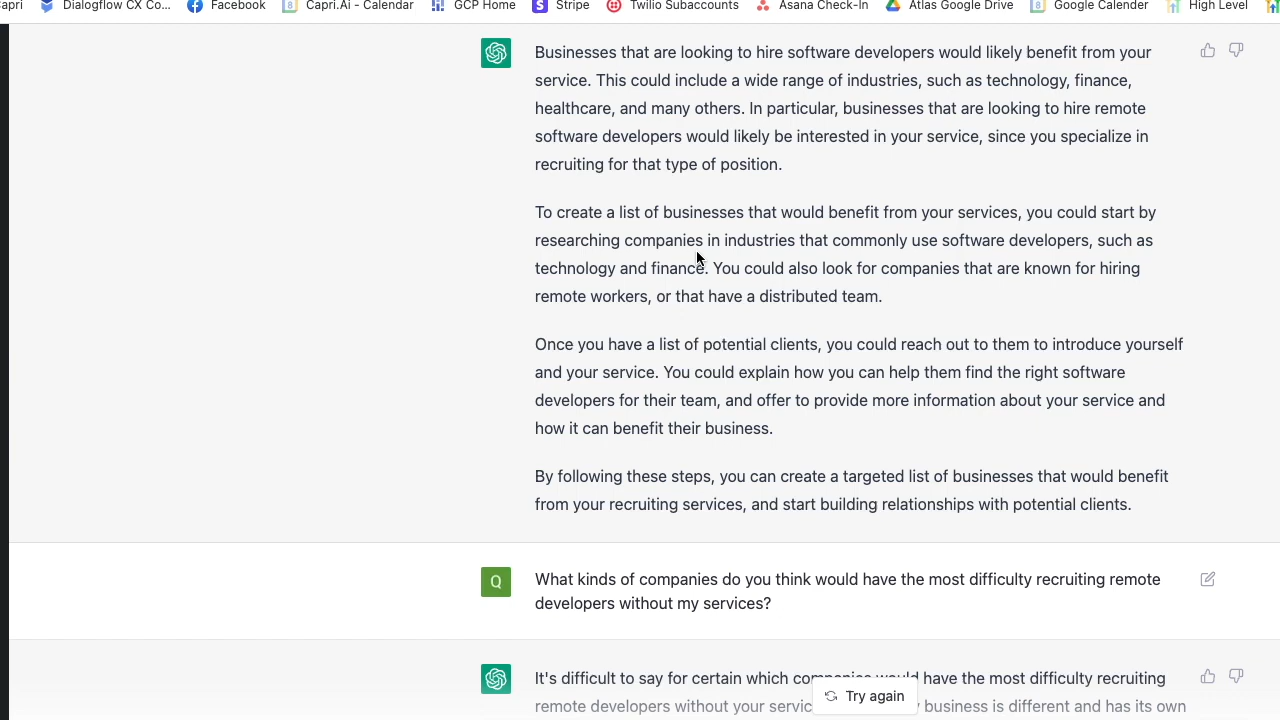 apri Dialogflow CX Co... Facebook Capri.Ai - Calendar GCP Home Stripe Twilio Subaccounts Asana Check-In Atlas Google Drive Google Calendar High Level
Businesses that are looking to hire software developers would likely benefit from your
service. This could include a wide range of industries, such as technology, finance,
healthcare, and many others. In particular, businesses that are looking to hire remote
software developers would likely be interested in your service, since you specialize in
recruiting for that type of position.
To create a list of businesses that would benefit from your services, you could start by
researching companies in industries that commonly use software developers, such as
technology and finance. You could also look for companies that are known for hiring
remote workers, or that have a distributed team.
Once you have a list of potential clients, you could reach out to them to introduce yourself
and your service. You could explain how you can help them find the right software
developers for their team, and offer to provide more information about your service and
how it can benefit their business.
By following these steps, you can create a targeted list of businesses that would benefit
from your recruiting services, and start building relationships with potential clients.
Q
What kinds of companies do you think would have the most difficulty recruiting remote
developers without my services?
It's difficult to say for certain which companies would have the most difficulty recruiting
Try again
remote developers without your servic business is different and has its own